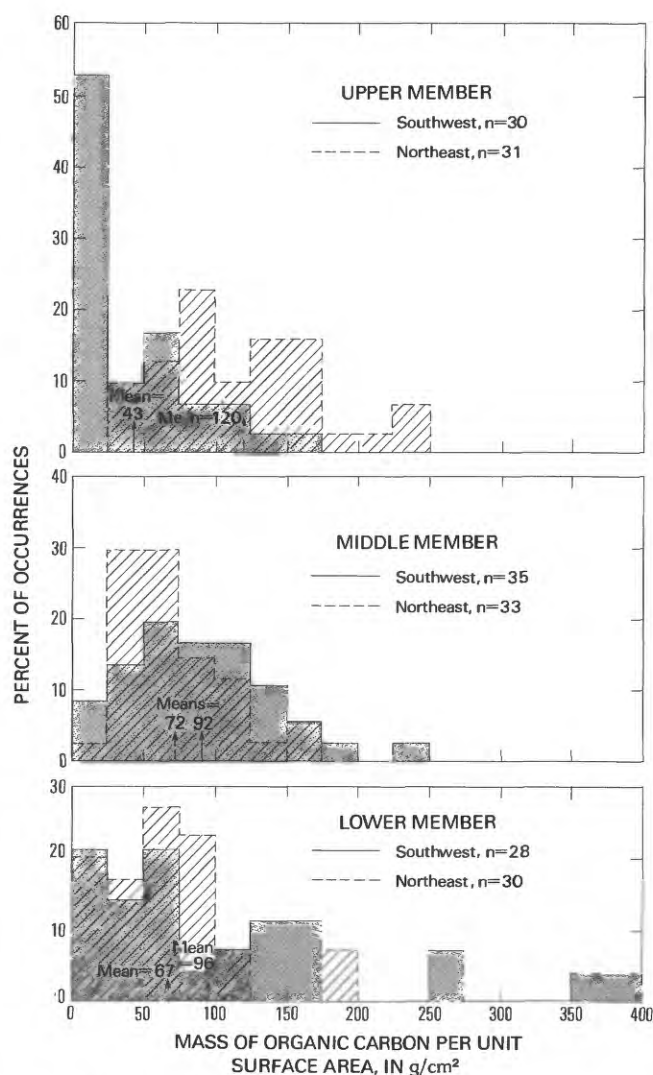 60
50
40
30
20
10
0
UPPER MEMBER
Southwest, n=30
Northeast, n=31
Mean=
43
Mean=120
PERCENT OF OCCURRENCES
40
30
20
10
0
MIDDLE MEMBER
Southwest, n=35
Northeast, n=33
Means=
72 92
30
20
10
0
LOWER MEMBER
Southwest, n=28
Northeast, n=30
Mean
=96
Mean=67
0 50 100 150 200 250 300 350 400
MASS OF ORGANIC CARBON PER UNIT
SURFACE AREA, IN g/cm²